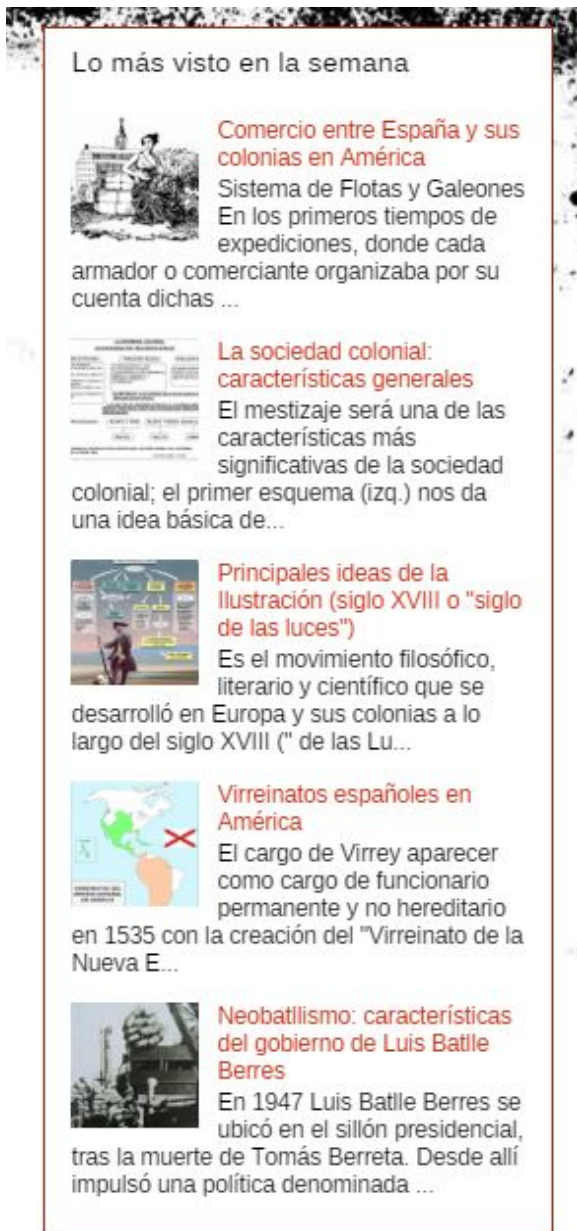 Lo más visto en la semana
Comercio entre España y sus
colonias en América
Sistema de Flotas y Galeones
En los primeros tiempos de
expediciones, donde cada
armador o comerciante organizaba por su
cuenta dichas ...
La sociedad colonial:
características generales
El mestizaje será una de las
características más
significativas de la sociedad
colonial; el primer esquema (izq.) nos da
una idea básica de...
Principales ideas de la
Ilustración (siglo XVIII o "siglo
de las luces")
Es el movimiento filosófico,
literario y científico que se
desarrolló en Europa y sus colonias a lo
largo del siglo XVIII (" de las Lu...
Virreinatos españoles en
América
El cargo de Virrey aparecer
como cargo de funcionario
permanente y no hereditario
en 1535 con la creación del "Virreinato de la
Nueva E...
Neobatllismo: características
del gobierno de Luis Batlle
Berres
En 1947 Luis Batlle Berres se
ubicó en el sillón presidencial,
tras la muerte de Tomás Berreta. Desde allí
impulsó una política denominada ...